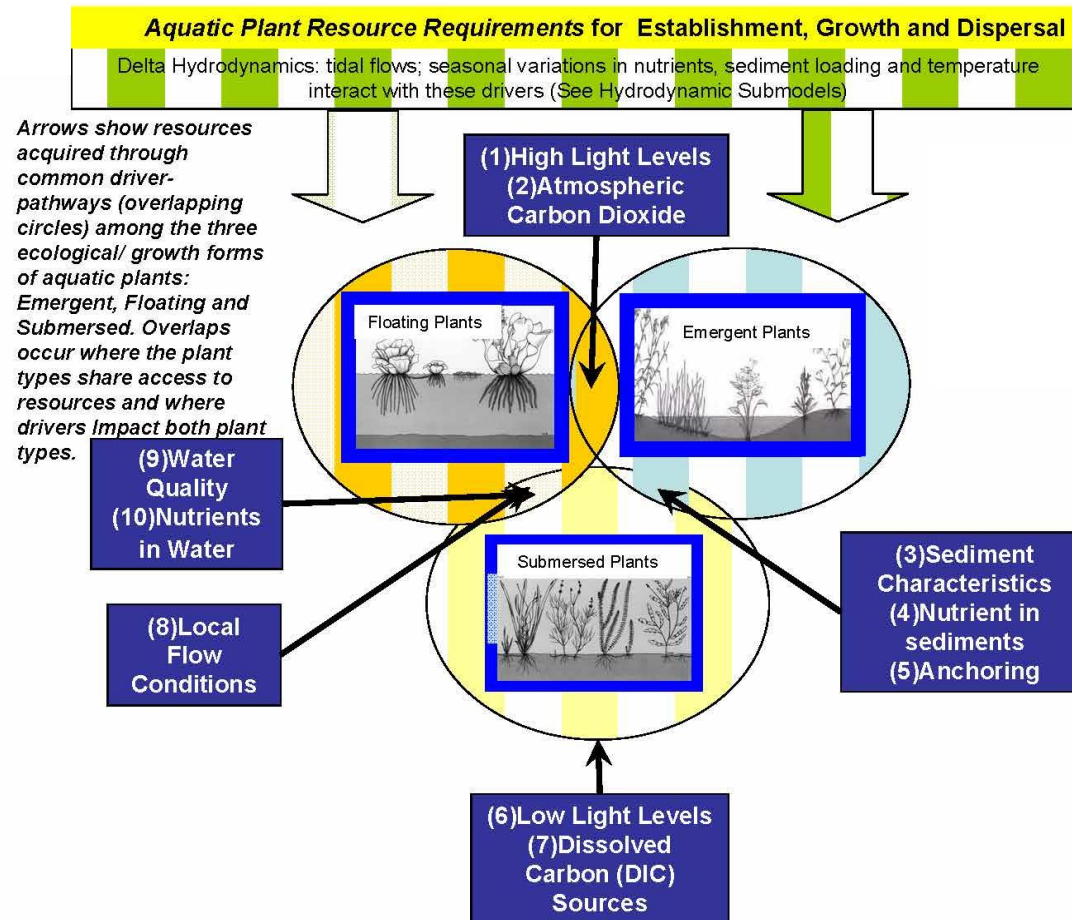 Aquatic Plant Resource Requirements for Establishment, Growth and Dispersal
Delta Hydrodynamics: tidal flows; seasonal variations in nutrients, sediment loading and temperature
interact with these drivers (See Hydrodynamic Submodels)
Arrows show resources
acquired through
common driver-
pathways (overlapping
circles) among the three
ecological/ growth forms
of aquatic plants:
Emergent, Floating and
Submersed. Overlaps
occur where the plant
types share access to
resources and where
drivers Impact both plant
types.
(1)High Light Levels
(2)Atmospheric
Carbon Dioxide
Floating Plants
Emergent Plants
(9)Water
Quality
(10)Nutrients
in Water
Submersed Plants
(3)Sediment
Characteristics
(4)Nutrient in
sediments
(5)Anchoring
(8)Local
Flow
Conditions
(6)Low Light Levels
(7)Dissolved
Carbon (DIC)
Sources